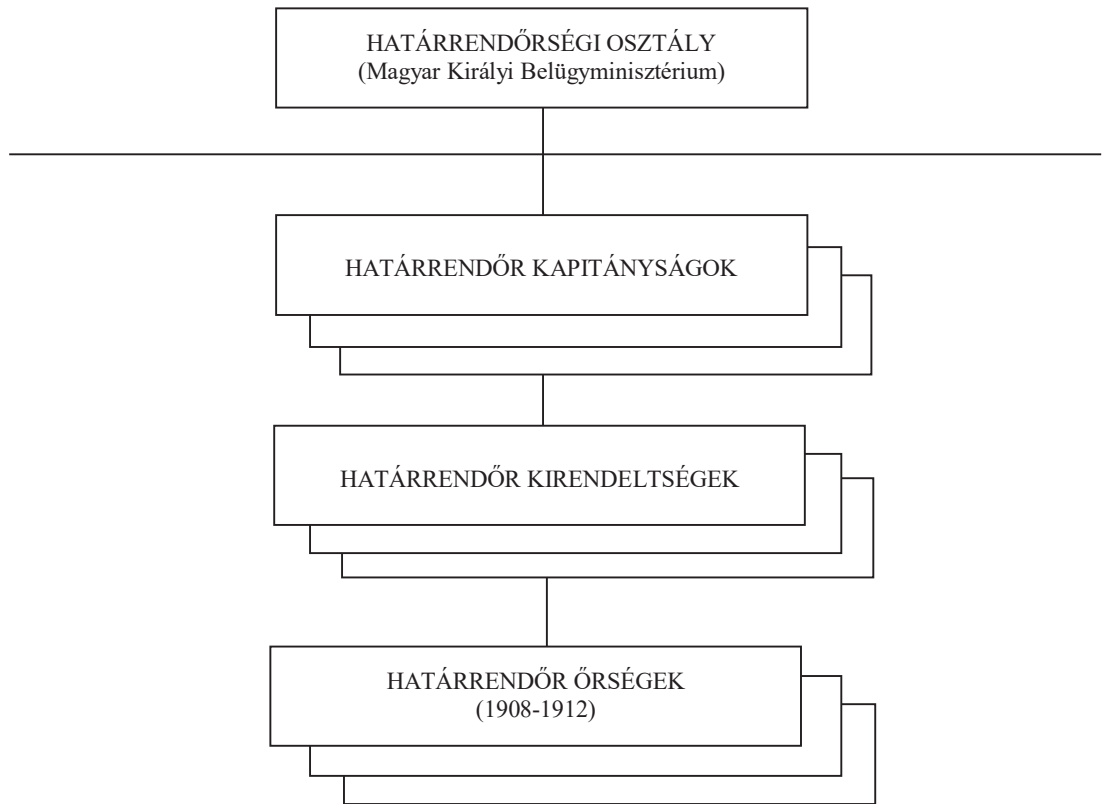 HATÁRRENDŐRSÉGI OSZTÁLY
(Magyar Királyi Belügyminisztérium)
HATÁRRENDŐR KAPITÁNYSÁGOK
HATÁRRENDŐR KIRENDELTSÉGEK
HATÁRRENDŐR ŐRSÉGEK
(1908-1912)